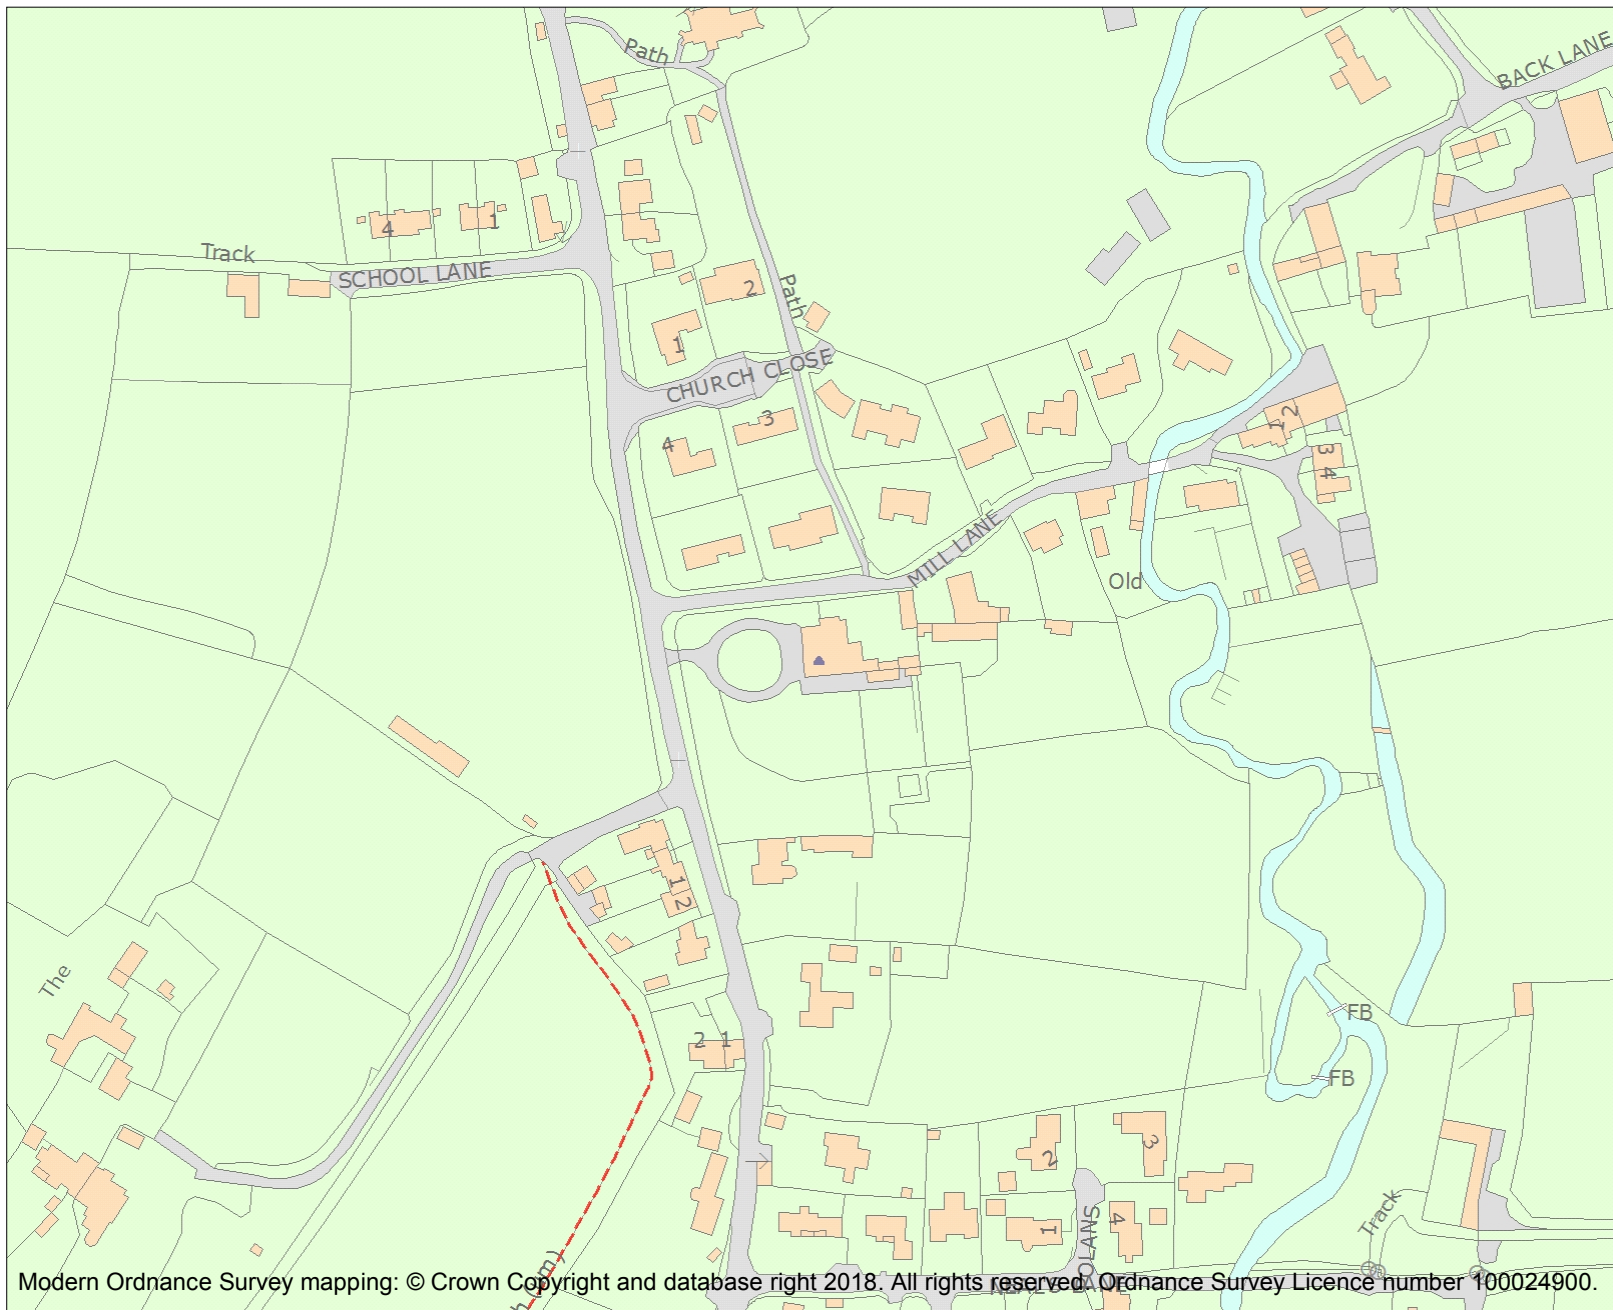 Path
BACK LANE
4
1
Track
SCHOOL LANE
2
Path
1
CHURCH CLOSE
3
4
1
2
3
4
MILL LANE
Old
1
2
The
FB
2
1
FB
3
2
1
4
Track
OLANS
Modern Ordnance Survey mapping: © Crown Copyright and database right 2018. All rights reserved. Ordnance Survey Licence number 100024900.